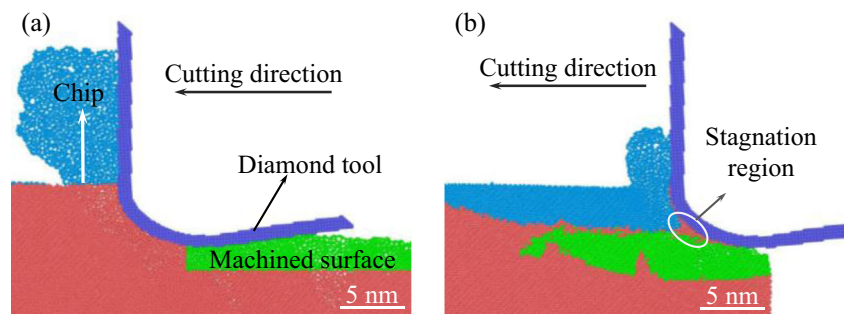 (a)
Cutting direction
Chip
Diamond tool
Machined surface
5 nm
(b)
Cutting direction
Stagnation
region
5 nm